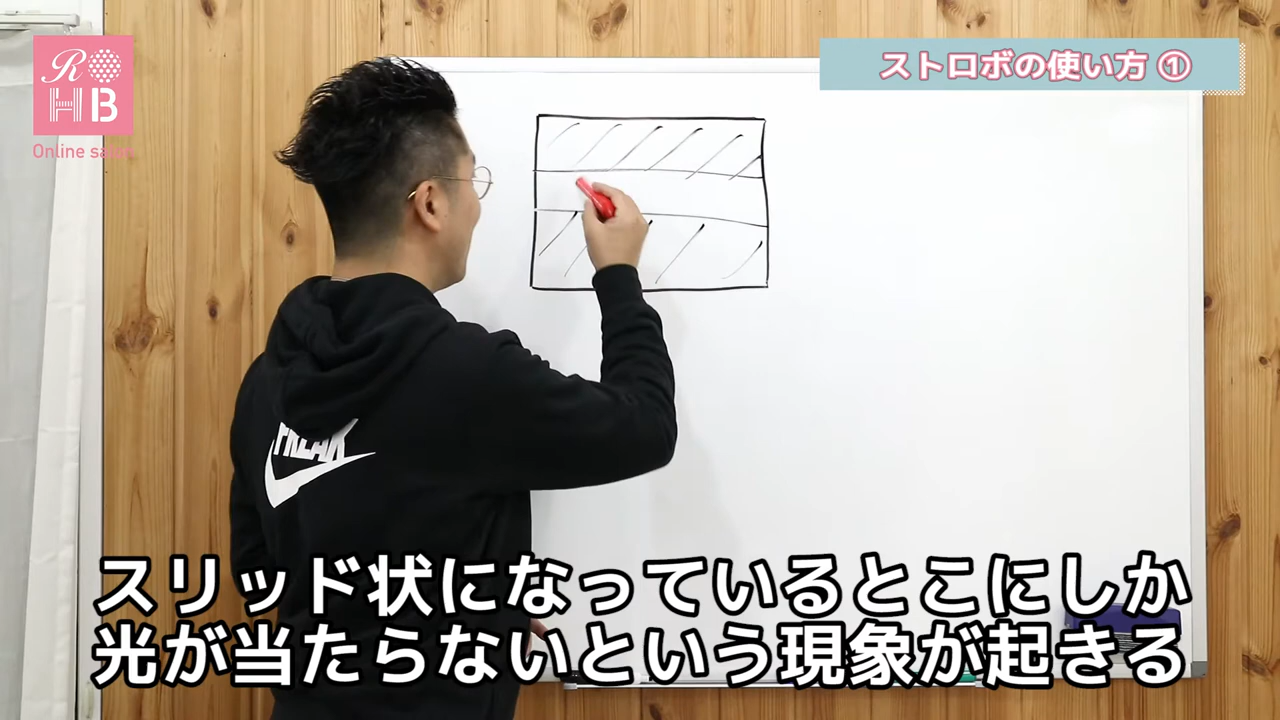 R
HB
Online salon
ストロボの使い方 ①
FREAK
スリッド状になっているとこにしか
光が当たらないという現象が起きる